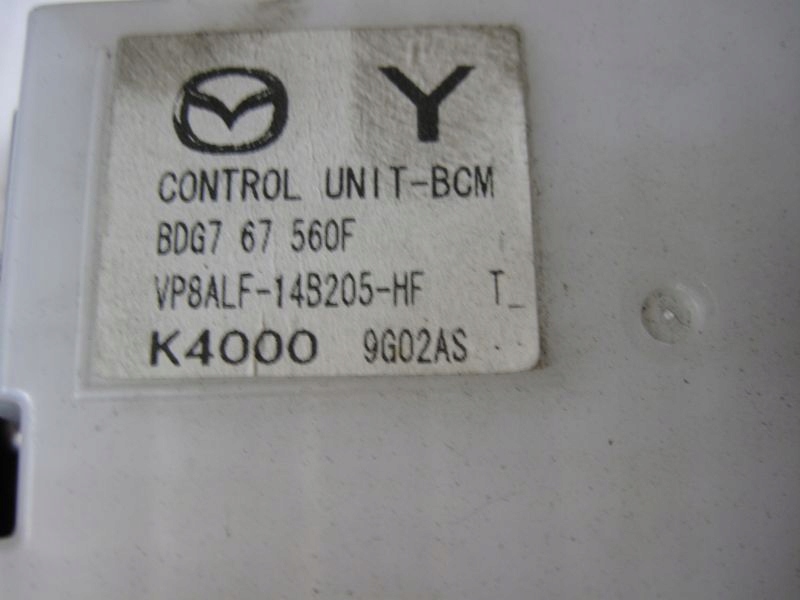 Y
CONTROL UNIT-BCM
BDG7 67 560F
VP8ALF-14B205-HF T_
K4000 9G02AS